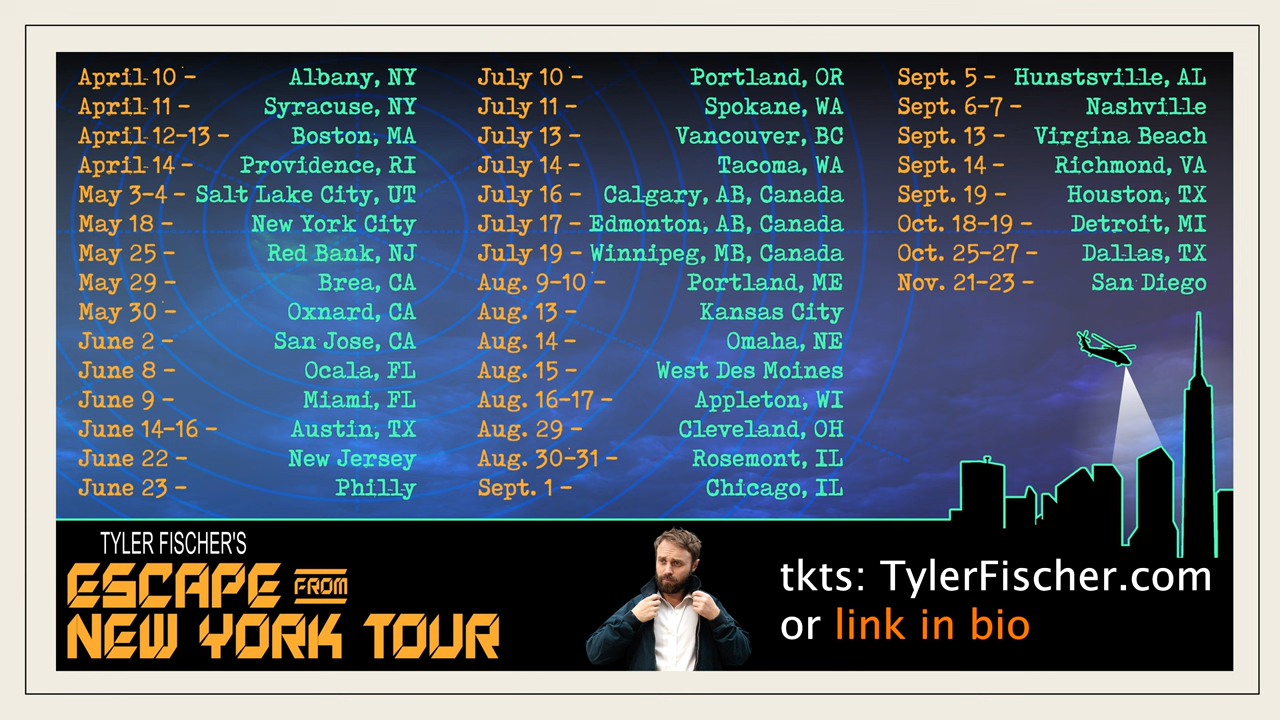 April 10 - Albany, NY
April 11 - Syracuse, NY
April 12-13 - Boston, MA
April 14 - Providence, RI
May 3-4 - Salt Lake City, UT
May 18 - New York City
May 25 - Red Bank, NJ
May 29 - Brea, CA
May 30 - Oxnard, CA
June 2 - San Jose, CA
June 8 - Ocala, FL
June 9 - Miami, FL
June 14-16 - Austin, TX
June 22 - New Jersey
June 23 - Philly
July 10 - Portland, OR
July 11 - Spokane, WA
July 13 - Vancouver, BC
July 14 - Tacoma, WA
July 16 - Calgary, AB, Canada
July 17 - Edmonton, AB, Canada
July 19 - Winnipeg, MB, Canada
Aug. 9-10 - Portland, ME
Aug. 13 - Kansas City
Aug. 14 - Omaha, NE
Aug. 15 - West Des Moines
Aug. 16-17 - Appleton, WI
Aug. 29 - Cleveland, OH
Aug. 30-31 - Rosemont, IL
Sept. 1 - Chicago, IL
Sept. 5 - Hunstsville, AL
Sept. 6-7 - Nashville
Sept. 13 - Virgina Beach
Sept. 14 - Richmond, VA
Sept. 19 - Houston, TX
Oct. 18-19 - Detroit, MI
Oct. 25-27 - Dallas, TX
Nov. 21-23 - San Diego
TYLER FISCHER'S
ESCAPE FROM
NEW YORK TOUR
tkts: TylerFischer.com
or link in bio